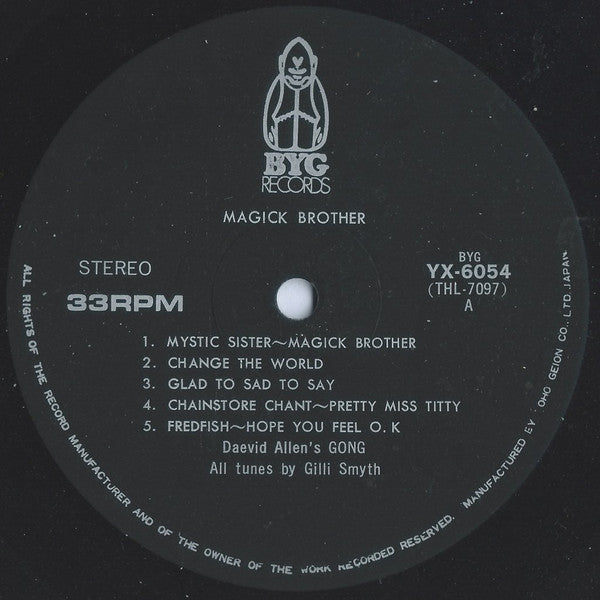 BYG
RECORDS
MAGICK BROTHER
STEREO
33RPM
BYG
YX-6054
(THL-7097)
A
1. MYSTIC SISTER~MAGICK BROTHER
2. CHANGE THE WORLD
3. GLAD TO SAD TO SAY
4. CHAINSTORE CHANT~PRETTY MISS TITTY
5. FREDFISH~HOPE YOU FEEL O.K
Daevid Allen's GONG
All tunes by Gilli Smyth
ALL RIGHTS OF THE RECORD MANUFACTURER AND OF THE OWNER OF THE WORK RECORDED RESERVED. MANUFACTURED BY TOHO GEION CO., LTD. JAPAN